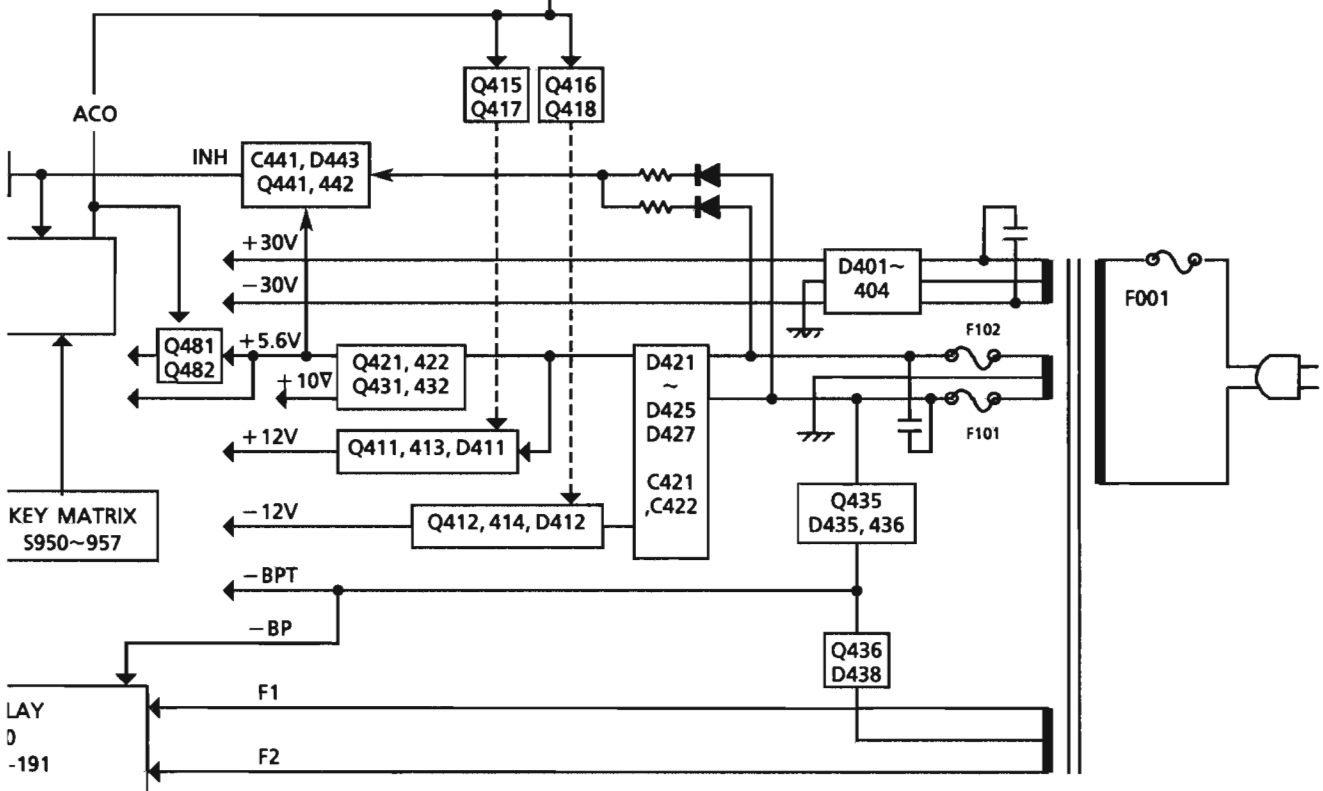 Q415
Q417
Q416
Q418
ACO
INH
C441, D443
Q441, 442
+30V
D401~
404
F001
-30V
F102
Q481
Q482
+5.6V
Q421, 422
Q431, 432
+10∇
D421
~
D425
D427
C421
,C422
F101
+12V
Q411, 413, D411
KEY MATRIX
S950~957
-12V
Q412, 414, D412
Q435
D435, 436
-BPT
-BP
Q436
D438
LAY
0
-191
F1
F2